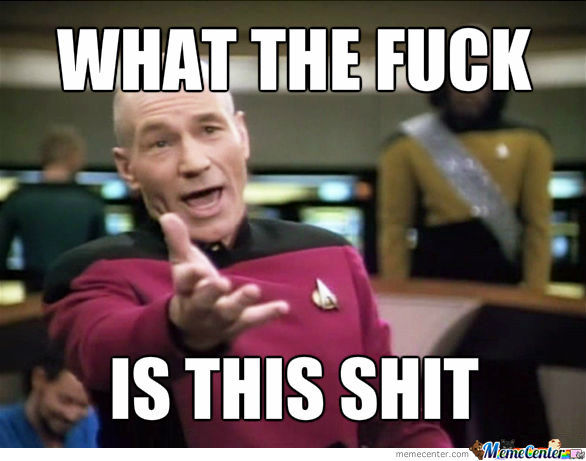 WHAT THE FUCK
IS THIS SHIT
memecenter.com MemeCenter